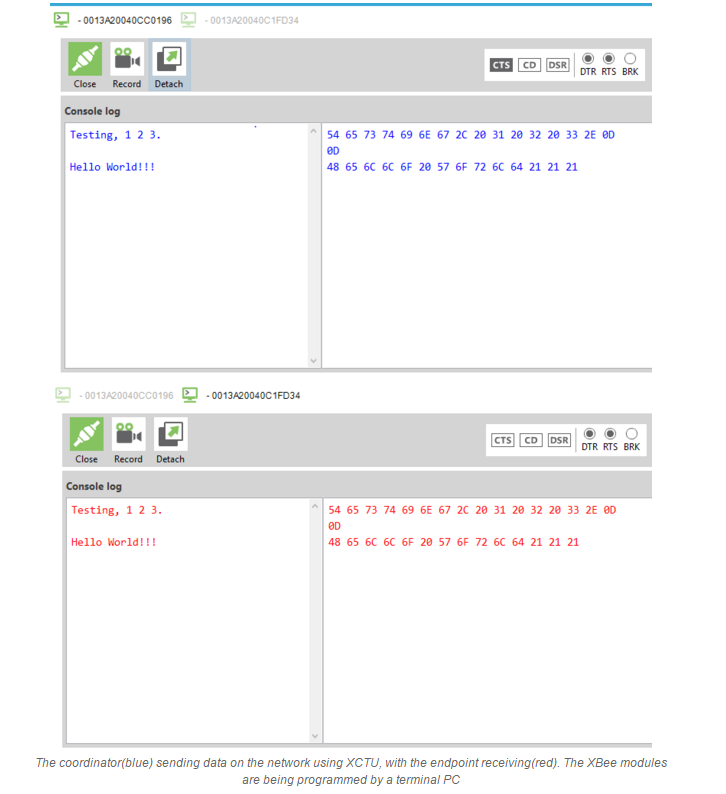 - 0013A20040CC0196 - 0013A20040C1FD34
Close Record Detach CTS CD DSR DTR RTS BRK
Console log
Testing, 1 2 3. 54 65 73 74 69 6E 67 2C 20 31 20 32 20 33 2E 0D
0D
Hello World!!! 48 65 6C 6C 6F 20 57 6F 72 6C 64 21 21 21
- 0013A20040CC0196 - 0013A20040C1FD34
Close Record Detach CTS CD DSR DTR RTS BRK
Console log
Testing, 1 2 3. 54 65 73 74 69 6E 67 2C 20 31 20 32 20 33 2E 0D
0D
Hello World!!! 48 65 6C 6C 6F 20 57 6F 72 6C 64 21 21 21
The coordinator(blue) sending data on the network using XCTU, with the endpoint receiving(red). The XBee modules
are being programmed by a terminal PC